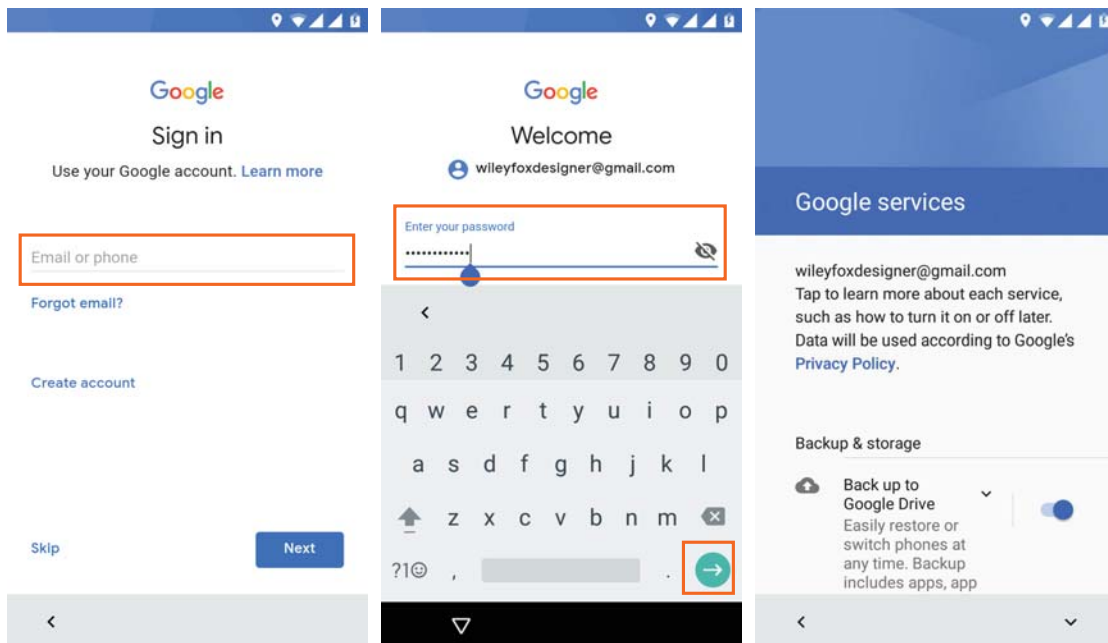 Google
Sign in
Use your Google account. Learn more
Email or phone
Forgot email?
Create account
Skip
Next
Google
Welcome
wileyfoxdesigner@gmail.com
Enter your password
1 2 3 4 5 6 7 8 9 0
q w e r t y u i o p
a s d f g h j k l
z x c v b n m
?1☺ , .
Google services
wileyfoxdesigner@gmail.com
Tap to learn more about each service,
such as how to turn it on or off later.
Data will be used according to Google's
Privacy Policy.
Backup & storage
Back up to
Google Drive
Easily restore or
switch phones at
any time. Backup
includes apps, app